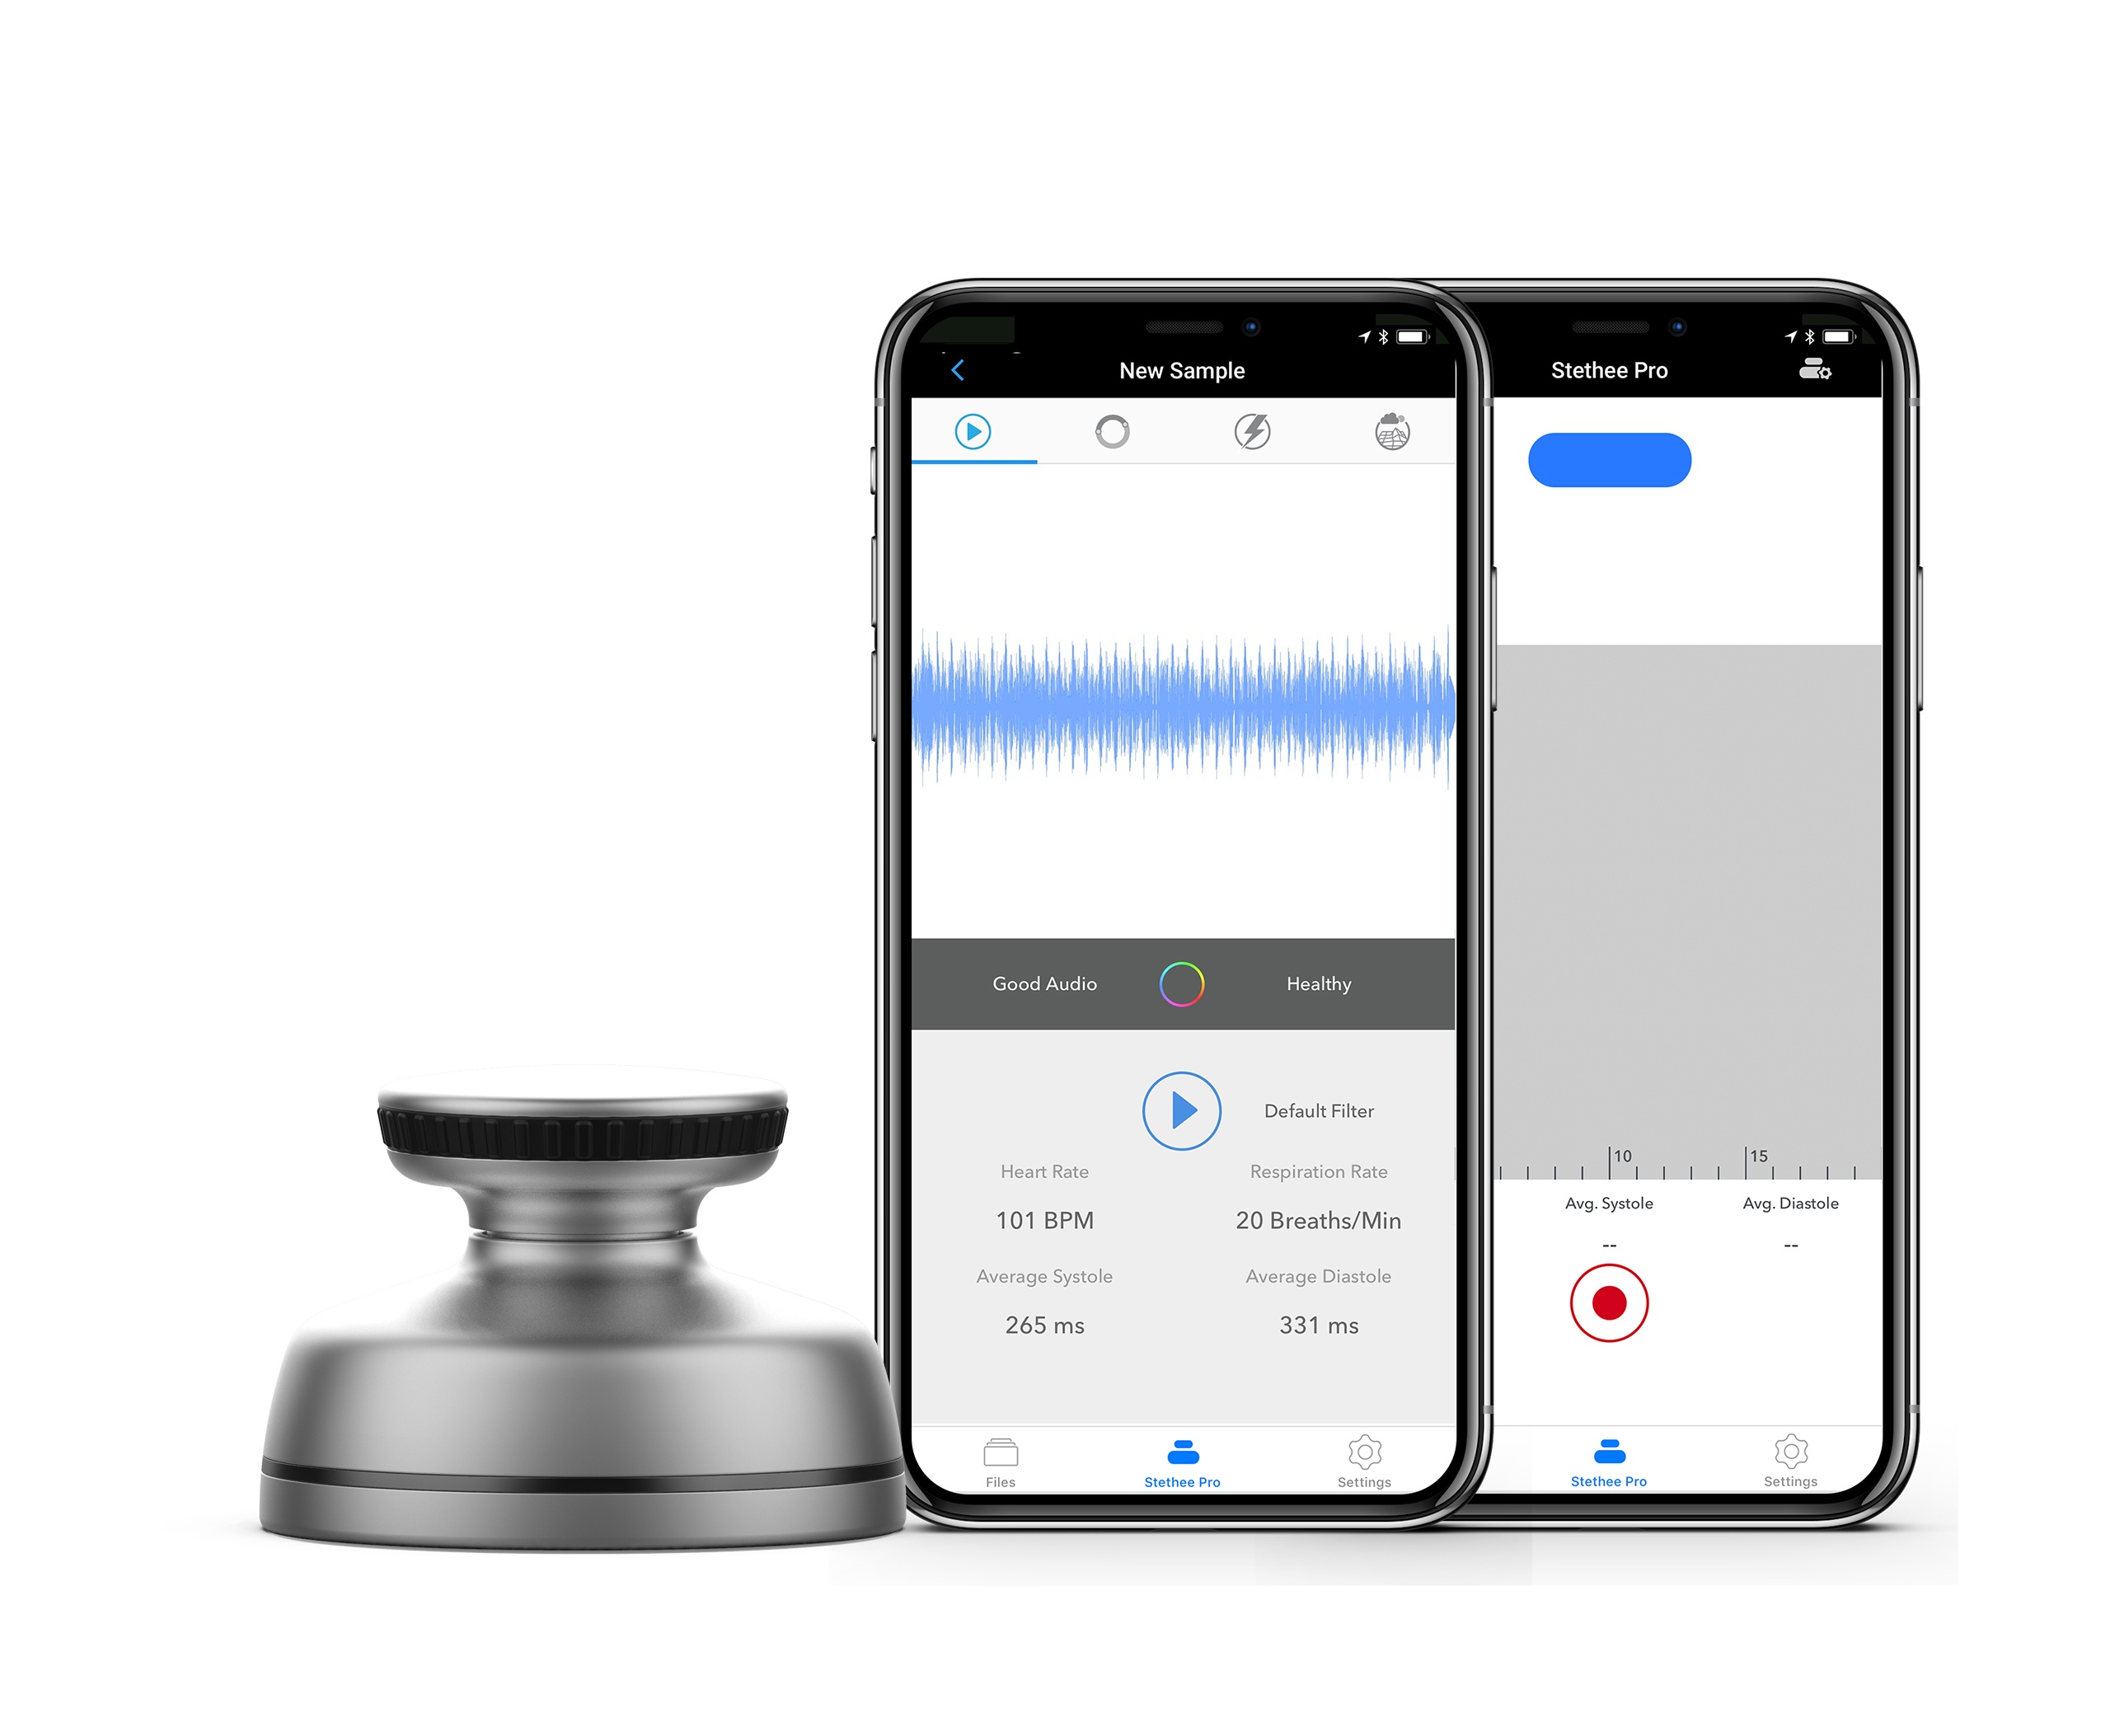 New Sample
Good Audio
Healthy
Default Filter
Heart Rate
Respiration Rate
101 BPM
20 Breaths/Min
Average Systole
Average Diastole
265 ms
331 ms
Files
Stethee Pro
Settings
Stethee Pro
10
15
Avg. Systole
Avg. Diastole
--
--
Stethee Pro
Settings